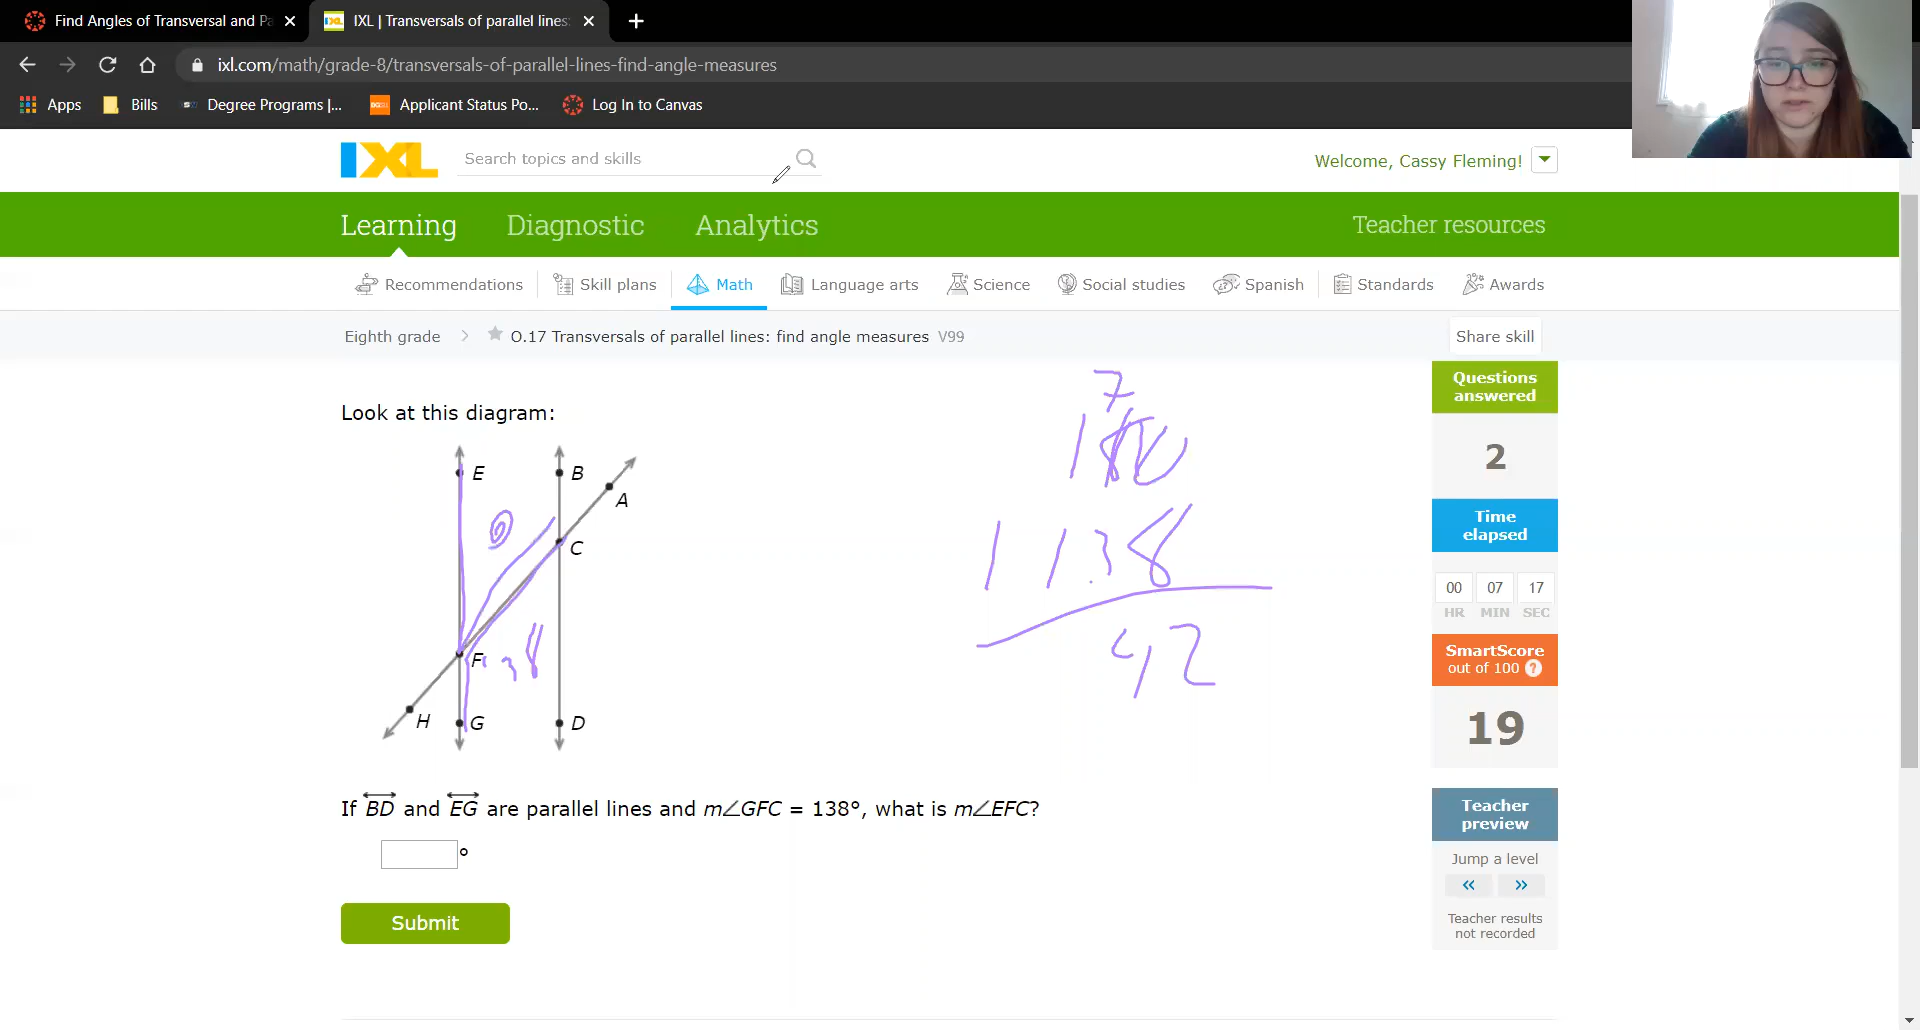 Find Angles of Transversal and Pa
IXL | Transversals of parallel lines:
ixl.com/math/grade-8/transversals-of-parallel-lines-find-angle-measures
Apps
Bills
Degree Programs |...
Applicant Status Po...
Log In to Canvas
IXL
Search topics and skills
Welcome, Cassy Fleming!
Learning
Diagnostic
Analytics
Teacher resources
Recommendations
Skill plans
Math
Language arts
Science
Social studies
Spanish
Standards
Awards
Eighth grade
O.17 Transversals of parallel lines: find angle measures V99
Share skill
Look at this diagram:
E
B
A
C
F
H
G
D
138
7
180
138
42
If BD and EG are parallel lines and m∠GFC = 138°, what is m∠EFC?
°
Submit
Questions
answered
2
Time
elapsed
00 07 17
HR MIN SEC
SmartScore
out of 100 ?
19
Teacher
preview
Jump a level
Teacher results
not recorded